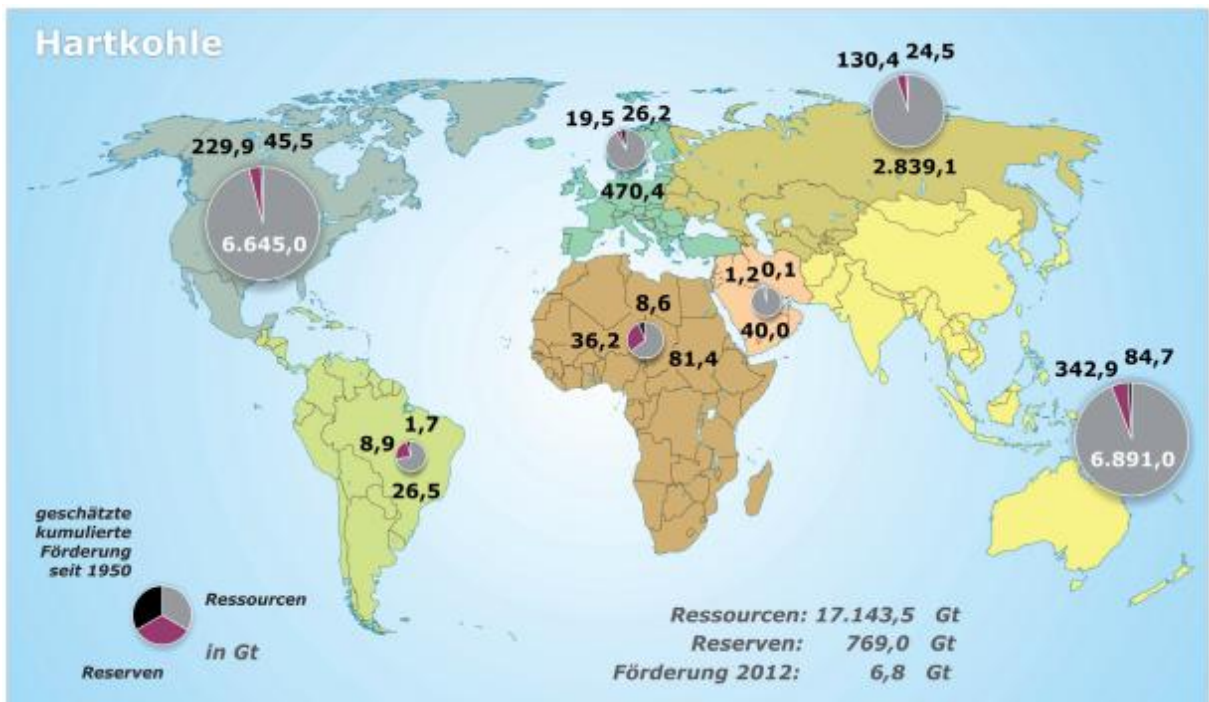 Hartkohle
130,4 24,5
19,5 26,2
229,9 45,5
2.839,1
470,4
6.645,0
1,2 0,1
8,6
40,0
36,2
81,4
342,9 84,7
1,7
8,9
6.891,0
26,5
geschätzte
kumulierte
Förderung
seit 1950
Ressourcen
in Gt
Reserven
Ressourcen: 17.143,5 Gt
Reserven: 769,0 Gt
Förderung 2012: 6,8 Gt